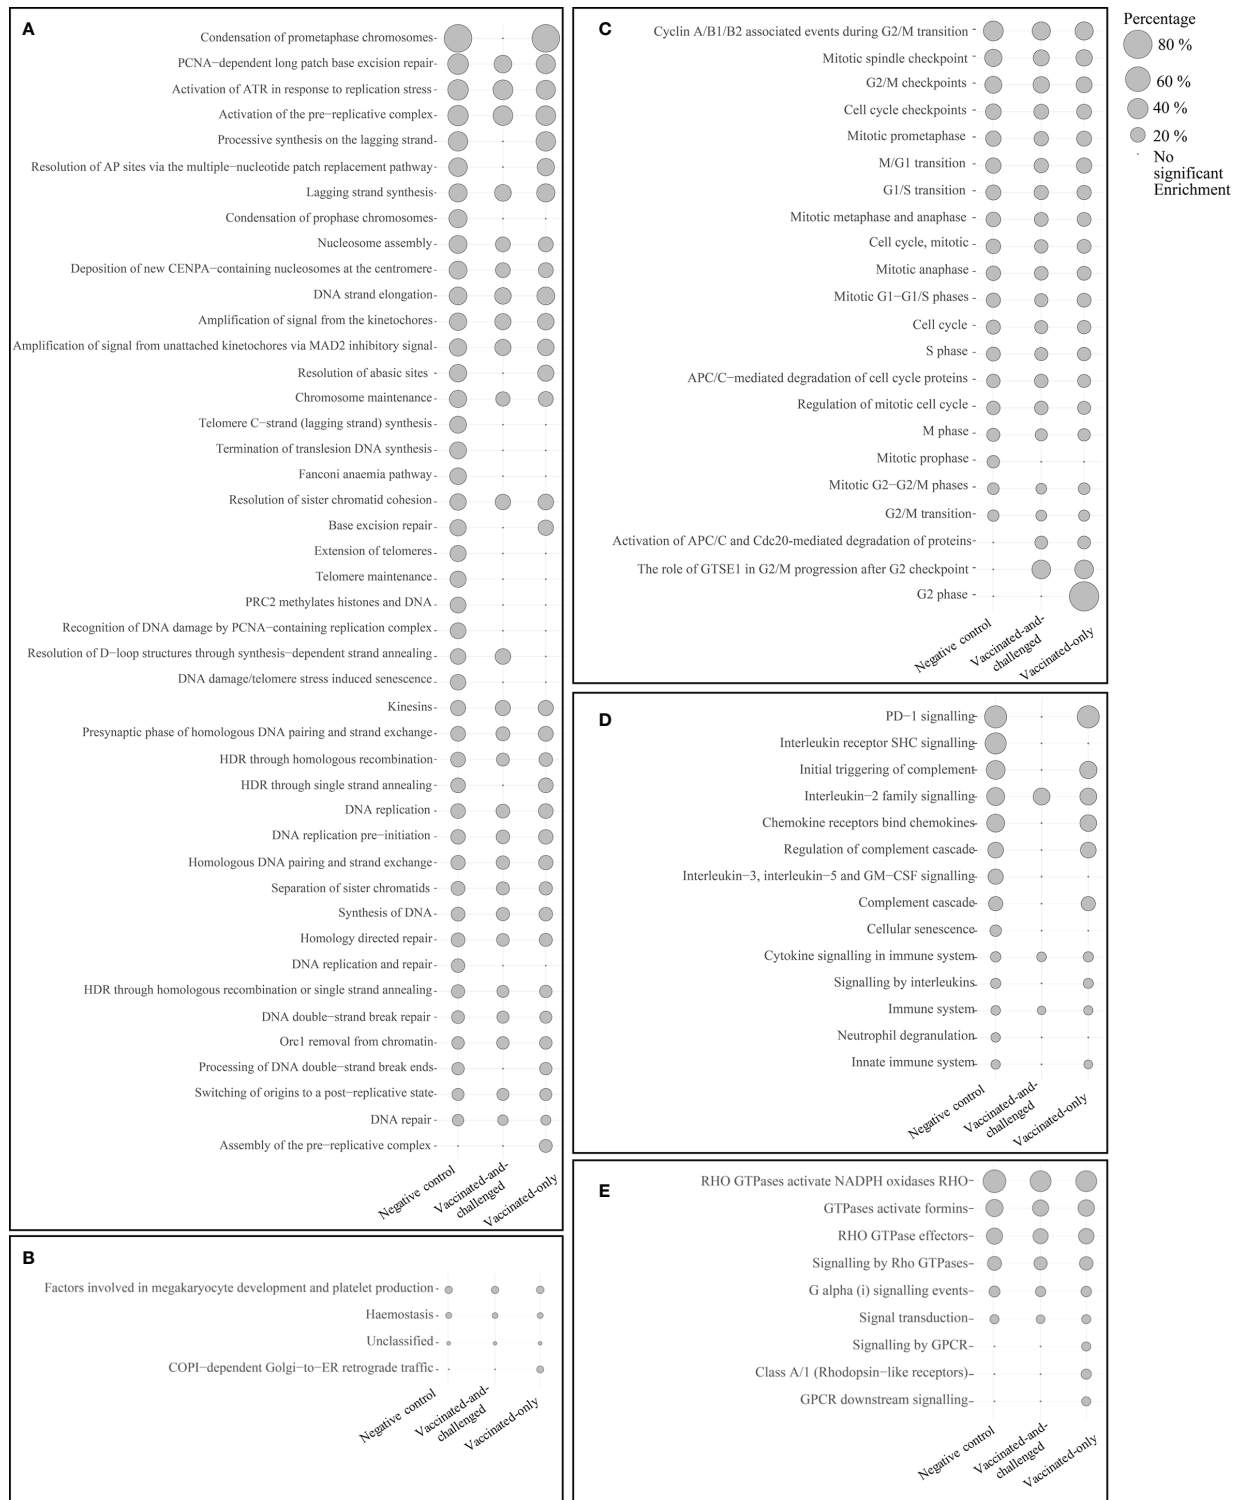 A
Condensation of prometaphase chromosomes
PCNA−dependent long patch base excision repair
Activation of ATR in response to replication stress
Activation of the pre−replicative complex
Processive synthesis on the lagging strand
Resolution of AP sites via the multiple−nucleotide patch replacement pathway
Lagging strand synthesis
Condensation of prophase chromosomes
Nucleosome assembly
Deposition of new CENPA−containing nucleosomes at the centromere
DNA strand elongation
Amplification of signal from the kinetochores
Amplification of signal from unattached kinetochores via MAD2 inhibitory signal
Resolution of abasic sites
Chromosome maintenance
Telomere C−strand (lagging strand) synthesis
Termination of translesion DNA synthesis
Fanconi anaemia pathway
Resolution of sister chromatid cohesion
Base excision repair
Extension of telomeres
Telomere maintenance
PRC2 methylates histones and DNA
Recognition of DNA damage by PCNA−containing replication complex
Resolution of D−loop structures through synthesis−dependent strand annealing
DNA damage/telomere stress induced senescence
Kinesins
Presynaptic phase of homologous DNA pairing and strand exchange
HDR through homologous recombination
HDR through single strand annealing
DNA replication
DNA replication pre−initiation
Homologous DNA pairing and strand exchange
Separation of sister chromatids
Synthesis of DNA
Homology directed repair
DNA replication and repair
HDR through homologous recombination or single strand annealing
DNA double−strand break repair
Orc1 removal from chromatin
Processing of DNA double−strand break ends
Switching of origins to a post−replicative state
DNA repair
Assembly of the pre−replicative complex
Negative control
Vaccinated-and-
challenged
Vaccinated-only
B
Factors involved in megakaryocyte development and platelet production
Haemostasis
Unclassified
COPI−dependent Golgi−to−ER retrograde traffic
Negative control
Vaccinated-and-
challenged
Vaccinated-only
C
Cyclin A/B1/B2 associated events during G2/M transition
Mitotic spindle checkpoint
G2/M checkpoints
Cell cycle checkpoints
Mitotic prometaphase
M/G1 transition
G1/S transition
Mitotic metaphase and anaphase
Cell cycle, mitotic
Mitotic anaphase
Mitotic G1−G1/S phases
Cell cycle
S phase
APC/C−mediated degradation of cell cycle proteins
Regulation of mitotic cell cycle
M phase
Mitotic prophase
Mitotic G2−G2/M phases
G2/M transition
Activation of APC/C and Cdc20-mediated degradation of proteins
The role of GTSE1 in G2/M progression after G2 checkpoint
G2 phase
Negative control
Vaccinated-and-
challenged
Vaccinated-only
D
PD−1 signalling
Interleukin receptor SHC signalling
Initial triggering of complement
Interleukin−2 family signalling
Chemokine receptors bind chemokines
Regulation of complement cascade
Interleukin−3, interleukin−5 and GM−CSF signalling
Complement cascade
Cellular senescence
Cytokine signalling in immune system
Signalling by interleukins
Immune system
Neutrophil degranulation
Innate immune system
Negative control
Vaccinated-and-
challenged
Vaccinated-only
E
RHO GTPases activate NADPH oxidases RHO
GTPases activate formins
RHO GTPase effectors
Signalling by Rho GTPases
G alpha (i) signalling events
Signal transduction
Signalling by GPCR
Class A/1 (Rhodopsin−like receptors)
GPCR downstream signalling
Negative control
Vaccinated-and-
challenged
Vaccinated-only
Percentage
80 %
60 %
40 %
20 %
No
significant
Enrichment